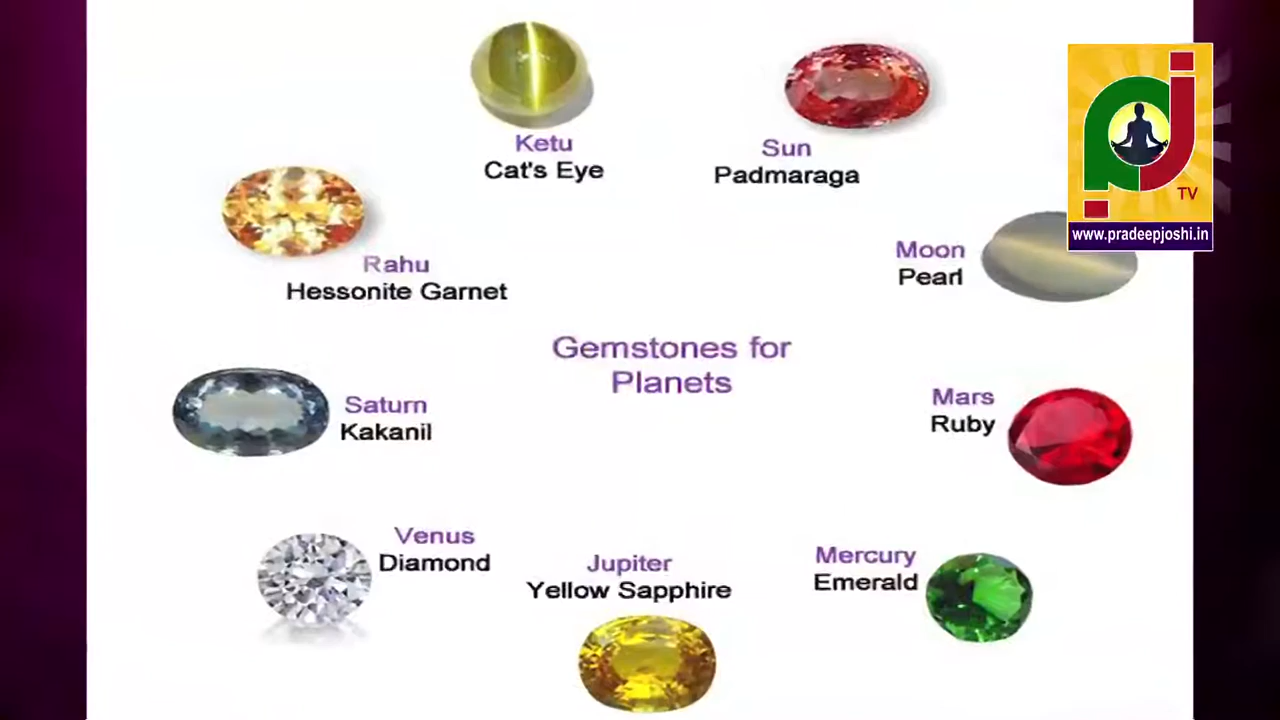 Ketu
Cat's Eye
Sun
Padmaraga
TV
www.pradeepjoshi.in
Rahu
Hessonite Garnet
Moon
Pearl
Gemstones for
Planets
Saturn
Kakanil
Mars
Ruby
Venus
Diamond
Jupiter
Yellow Sapphire
Mercury
Emerald